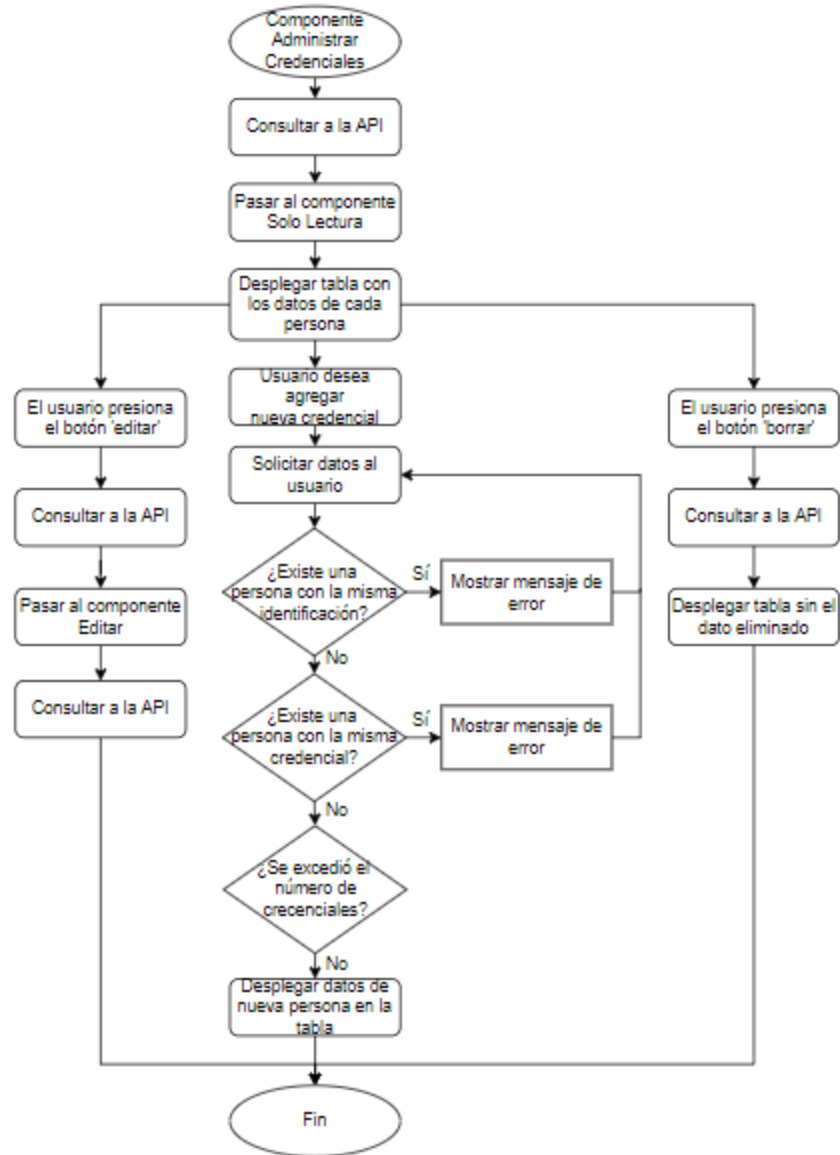 Componente
Administrar
Credenciales
Consultar a la API
Pasar al componente
Solo Lectura
Desplegar tabla con
los datos de cada
persona
El usuario presiona
el botón 'editar'
Consultar a la API
Pasar al componente
Editar
Consultar a la API
Usuario desea
agregar
nueva credencial
Solicitar datos al
usuario
¿Existe una
persona con la misma
identificación?
Sí
Mostrar mensaje de
error
No
¿Existe una
persona con la misma
credencial?
Sí
Mostrar mensaje de
error
No
¿Se excedió el
número de
crecenciales?
No
Desplegar datos de
nueva persona en la
tabla
El usuario presiona
el botón 'borrar'
Consultar a la API
Desplegar tabla sin el
dato eliminado
Fin